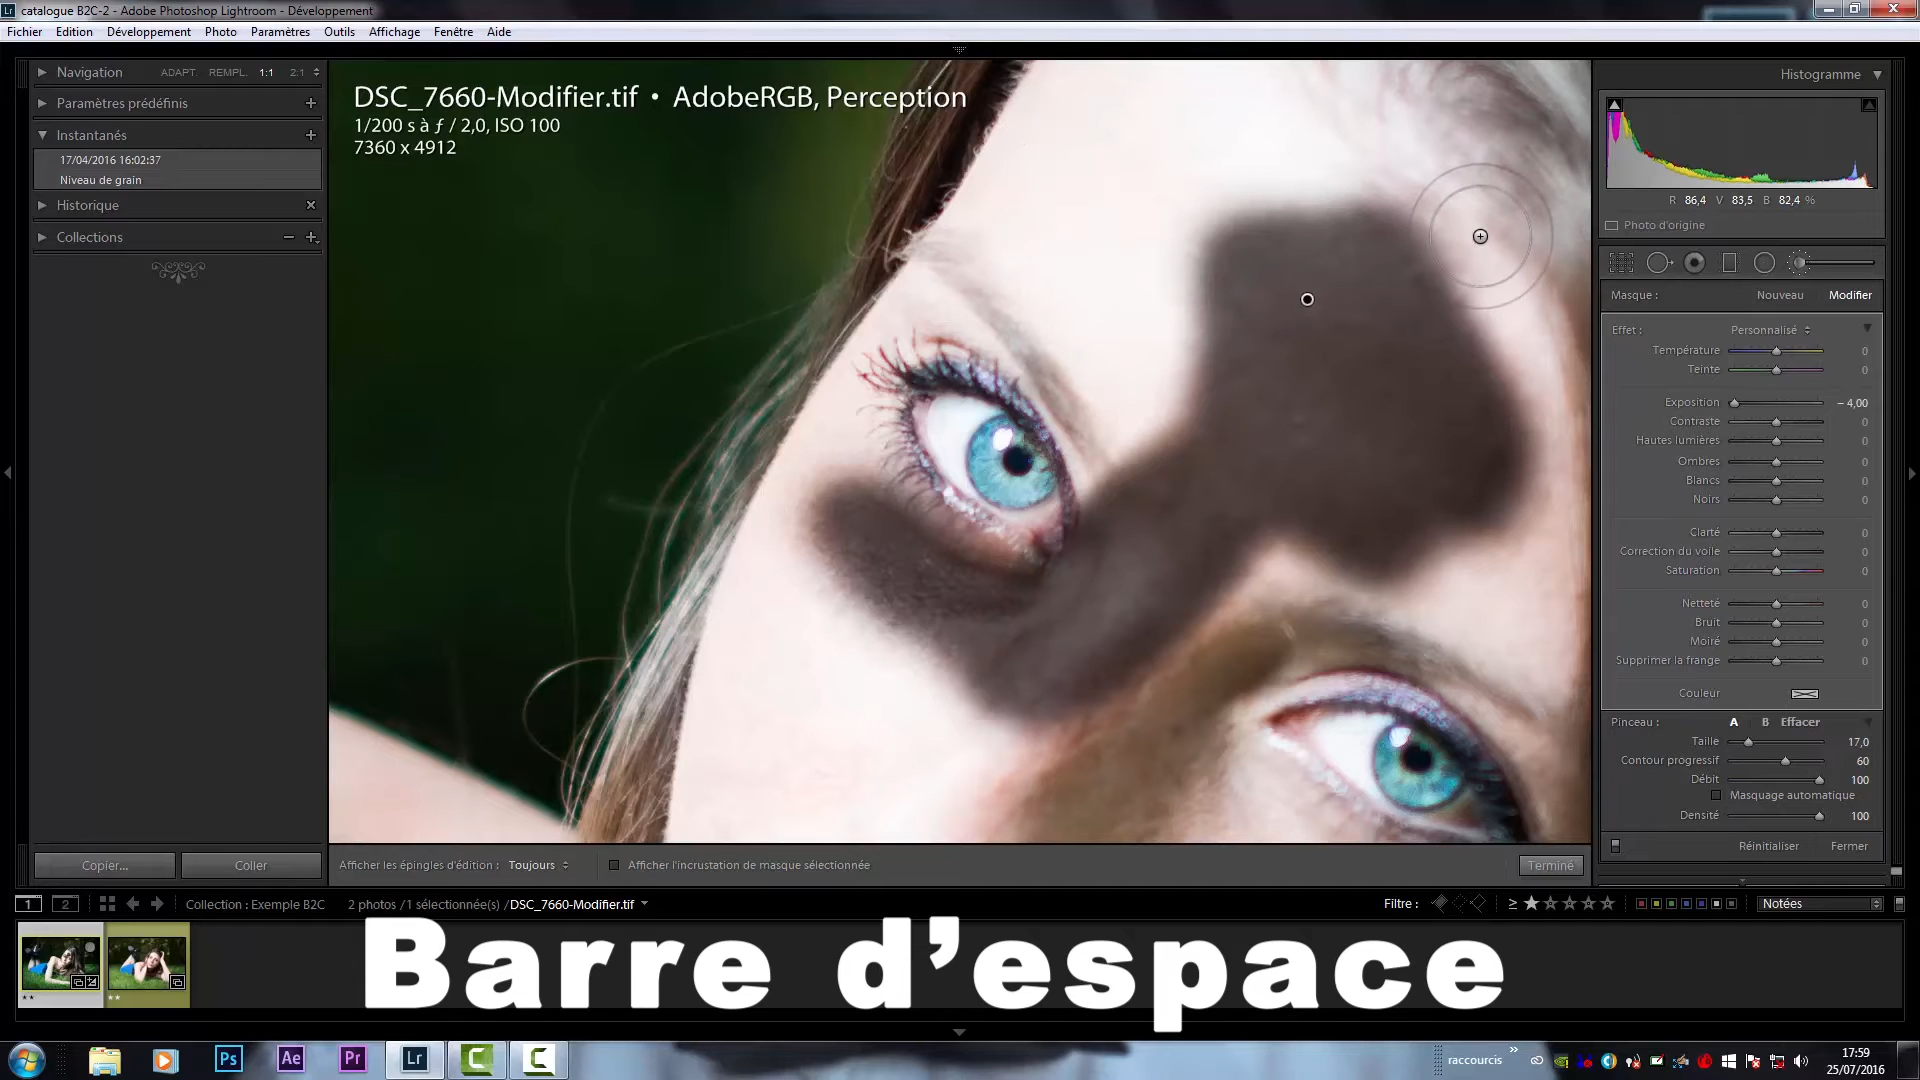 catalogue B2C-2 - Adobe Photoshop Lightroom - Développement
Fichier Edition Développement Photo Paramètres Outils Affichage Fenêtre Aide
Navigation ADAPT. REMPL. 1:1 2:1
Paramètres prédéfinis
Instantanés
17/04/2016 16:02:37
Niveau de grain
Historique
Collections
Copier... Coller
DSC_7660-Modifier.tif • AdobeRGB, Perception
1/200 s à ƒ / 2,0, ISO 100
7360 x 4912
Histogramme
R 86,4 V 83,5 B 82,4 %
Photo d'origine
Masque : Nouveau Modifier
Effet : Personnalisé
Température 0
Teinte 0
Exposition – 4,00
Contraste 0
Hautes lumières 0
Ombres 0
Blancs 0
Noirs 0
Clarté 0
Correction du voile 0
Saturation 0
Netteté 0
Bruit 0
Moiré 0
Supprimer la frange 0
Couleur
Pinceau : A B Effacer
Taille 17,0
Contour progressif 60
Débit 100
Masquage automatique
Densité 100
Réinitialiser Fermer
Afficher les épingles d'édition : Toujours Afficher l'incrustation de masque sélectionnée Terminé
1 2 Collection : Exemple B2C 2 photos /1 sélectionnée(s) /DSC_7660-Modifier.tif Filtre : ≥ Notées
Barre d'espace
Ps Ae Pr Lr
raccourcis
17:59
25/07/2016